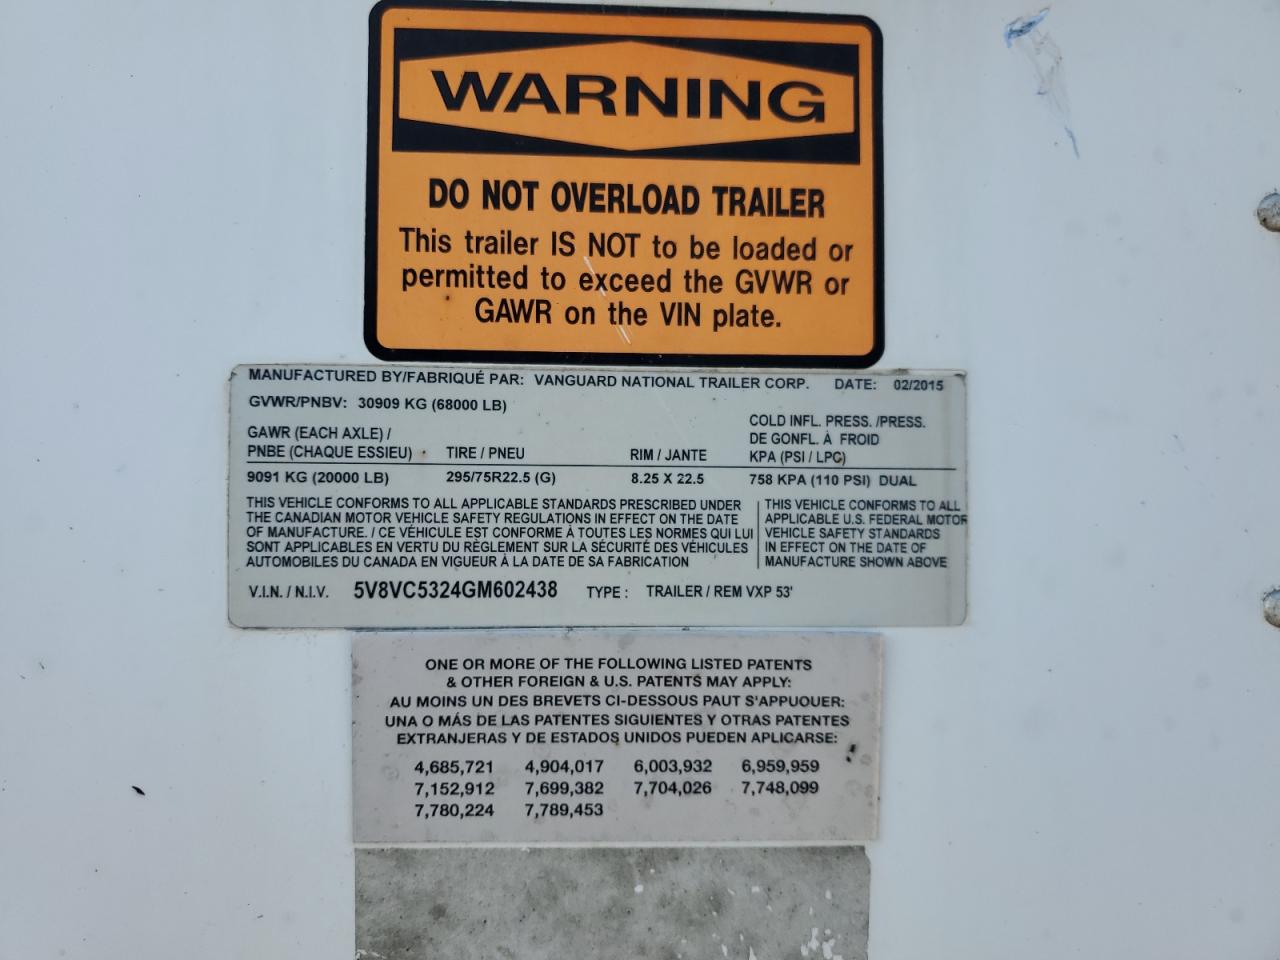 WARNING
DO NOT OVERLOAD TRAILER
This trailer IS NOT to be loaded or
permitted to exceed the GVWR or
GAWR on the VIN plate.
MANUFACTURED BY/FABRIQUÉ PAR: VANGUARD NATIONAL TRAILER CORP. DATE: 02/2015
GVWR/PNBV: 30909 KG (68000 LB)
GAWR (EACH AXLE) /
PNBE (CHAQUE ESSIEU) TIRE / PNEU RIM / JANTE
COLD INFL. PRESS. /PRESS.
DE GONFL. À FROID
KPA (PSI / LPC)
9091 KG (20000 LB) 295/75R22.5 (G) 8.25 X 22.5 758 KPA (110 PSI) DUAL
THIS VEHICLE CONFORMS TO ALL APPLICABLE STANDARDS PRESCRIBED UNDER
THE CANADIAN MOTOR VEHICLE SAFETY REGULATIONS IN EFFECT ON THE DATE
OF MANUFACTURE. / CE VÉHICULE EST CONFORME À TOUTES LES NORMES QUI LUI
SONT APPLICABLES EN VERTU DU RÈGLEMENT SUR LA SÉCURITÉ DES VÉHICULES
AUTOMOBILES DU CANADA EN VIGUEUR À LA DATE DE SA FABRICATION
THIS VEHICLE CONFORMS TO ALL
APPLICABLE U.S. FEDERAL MOTOR
VEHICLE SAFETY STANDARDS
IN EFFECT ON THE DATE OF
MANUFACTURE SHOWN ABOVE
V.I.N. / N.I.V. 5V8VC5324GM602438 TYPE : TRAILER / REM VXP 53'
ONE OR MORE OF THE FOLLOWING LISTED PATENTS
& OTHER FOREIGN & U.S. PATENTS MAY APPLY:
AU MOINS UN DES BREVETS CI-DESSOUS PAUT S'APPUOUER:
UNA O MÁS DE LAS PATENTES SIGUIENTES Y OTRAS PATENTES
EXTRANJERAS Y DE ESTADOS UNIDOS PUEDEN APLICARSE:
4,685,721 4,904,017 6,003,932 6,959,959
7,152,912 7,699,382 7,704,026 7,748,099
7,780,224 7,789,453